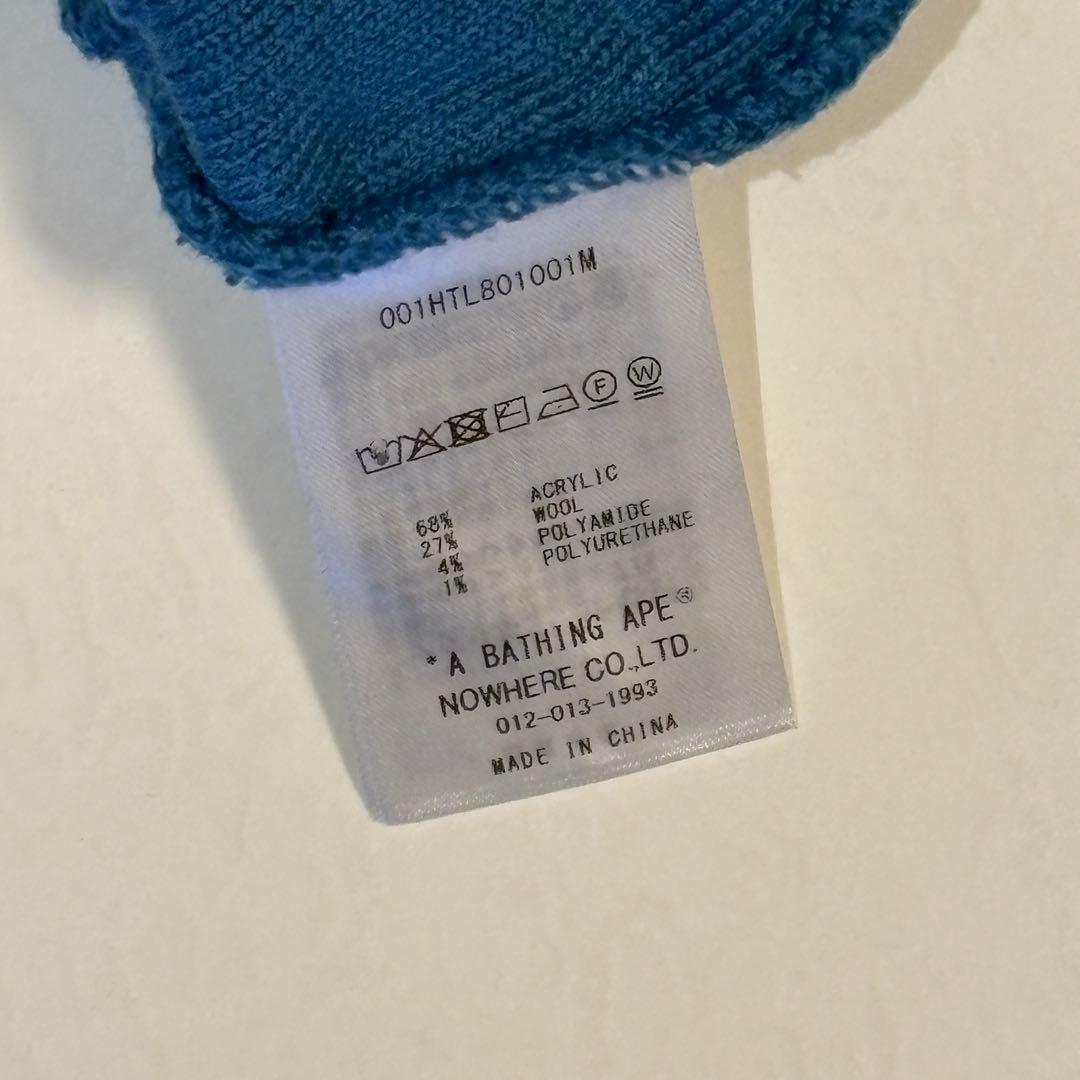 001HTL801001M
F W
68% ACRYLIC
27% WOOL
4% POLYAMIDE
1% POLYURETHANE
*A BATHING APE®
NOWHERE CO.,LTD.
012-013-1993
MADE IN CHINA